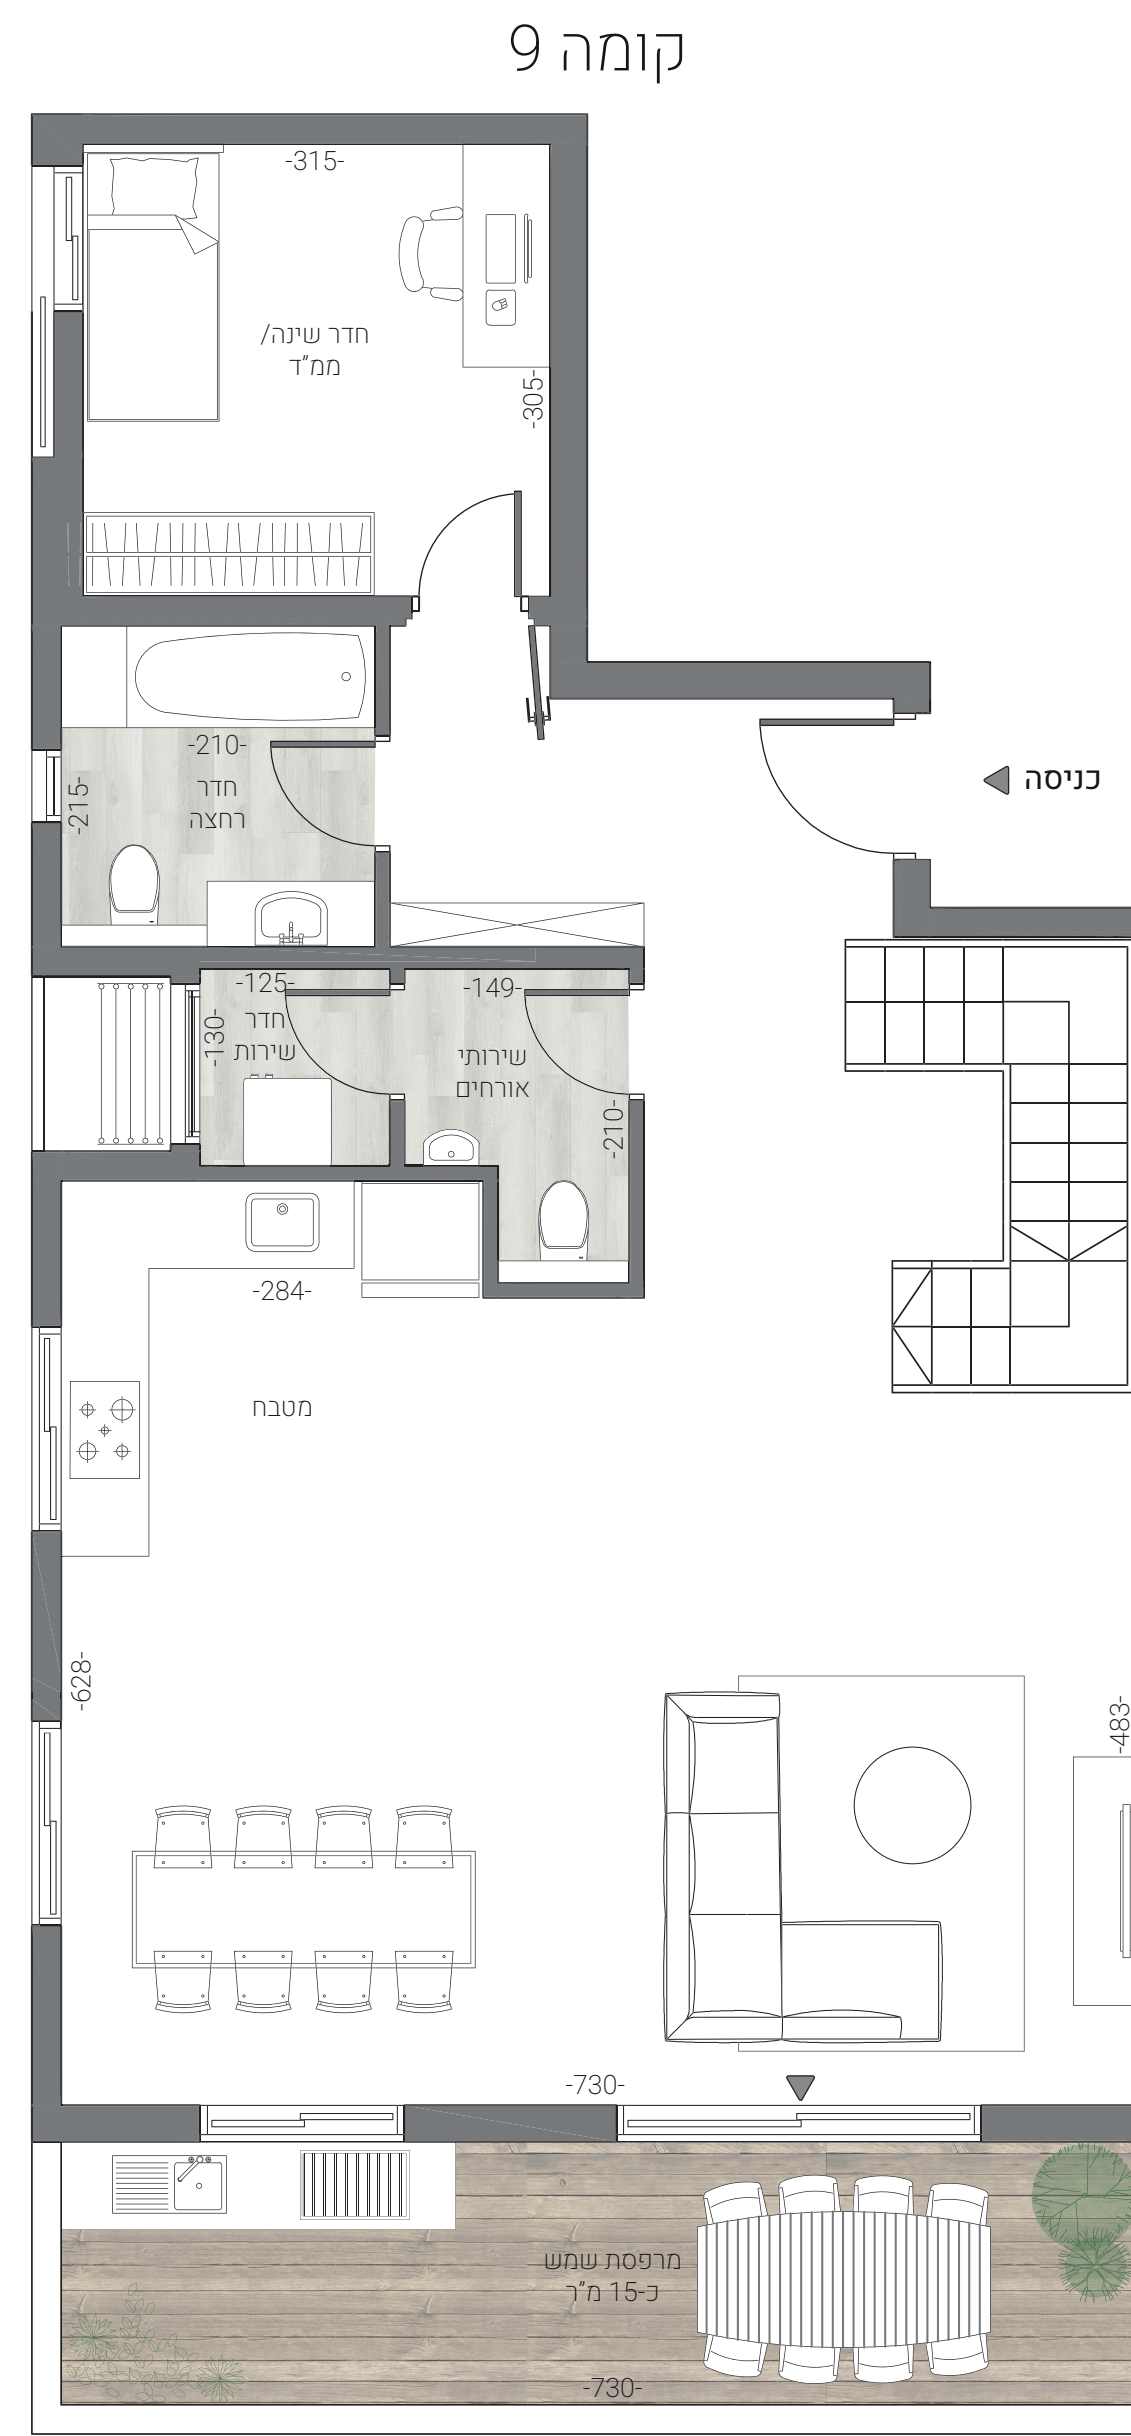 קומה 9
-315-
חדר שינה/
ממ"ד
-305-
-210-
חדר
רחצה
-215-
כניסה
-125-
חדר
שירות
-130-
-149-
שירותי
אורחים
-210-
-284-
מטבח
-628-
-483-
-730-
מרפסת שמש
כ-15 מ"ר
-730-